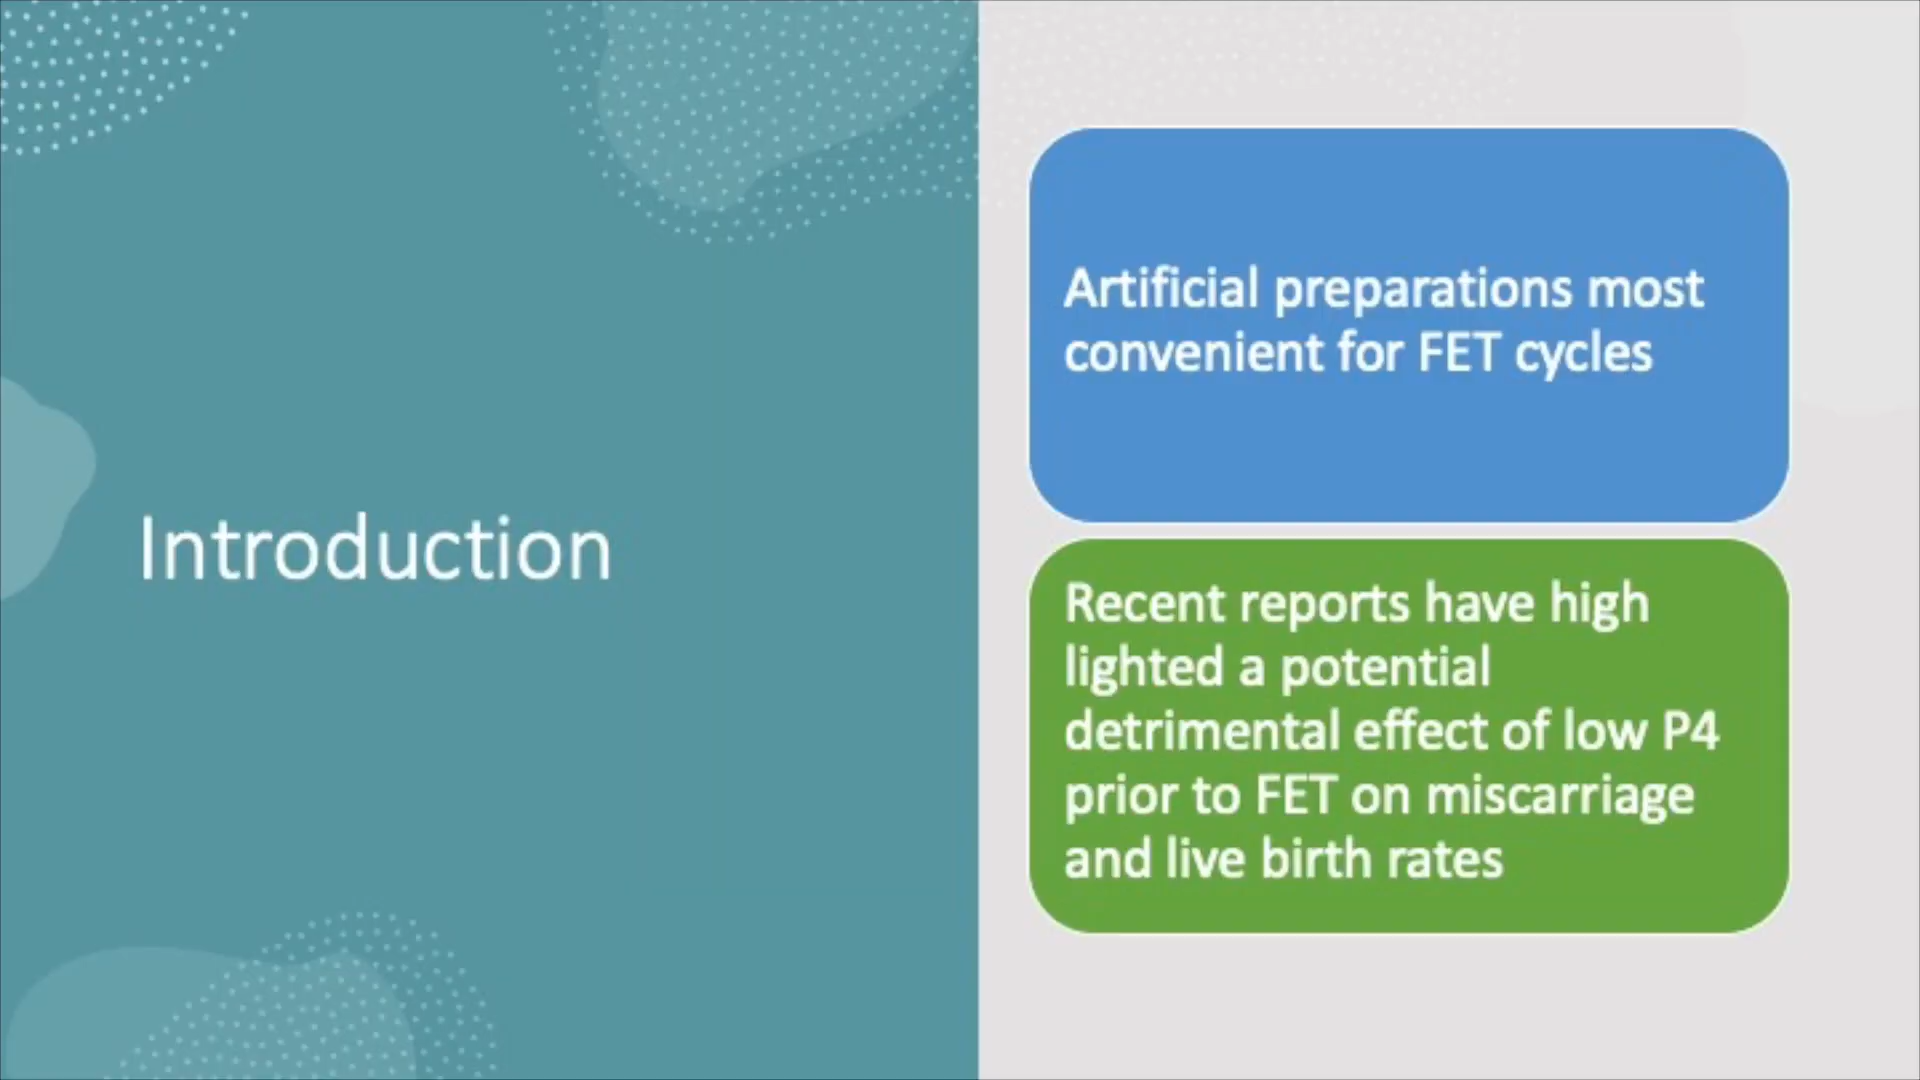 Introduction
Artificial preparations most
convenient for FET cycles
Recent reports have high
lighted a potential
detrimental effect of low P4
prior to FET on miscarriage
and live birth rates